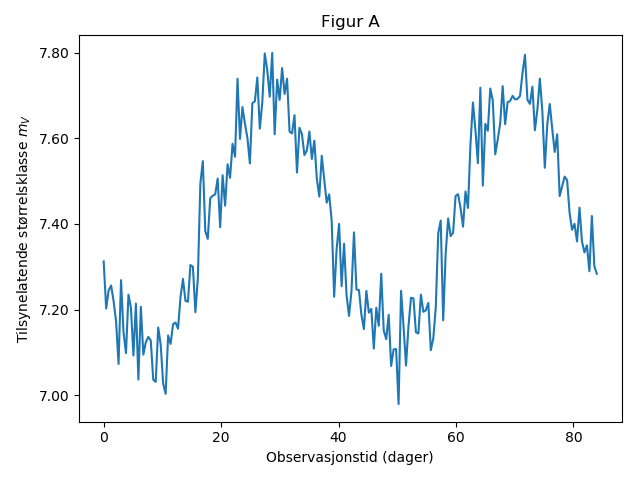 Figur A
Tilsynelatende størrelsklasse $m_V$
7.80
7.60
7.40
7.20
7.00
0 20 40 60 80
Observasjonstid (dager)